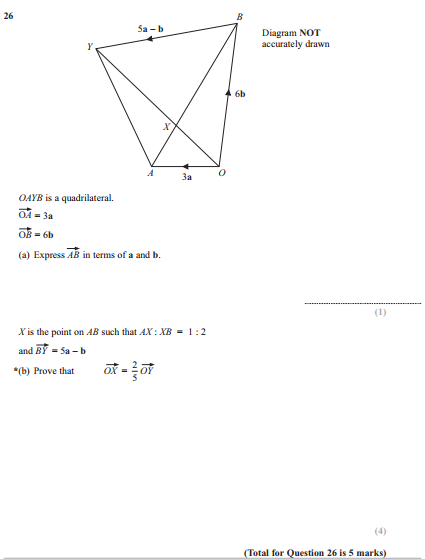 26
B
5a – b
Diagram NOT
accurately drawn
Y
6b
X
A
3a
O
OAYB is a quadrilateral.
OA = 3a
OB = 6b
(a) Express AB in terms of a and b.
(1)
X is the point on AB such that AX : XB = 1 : 2
and BY = 5a – b
*(b) Prove that OX = 2/5 OY
(4)
(Total for Question 26 is 5 marks)